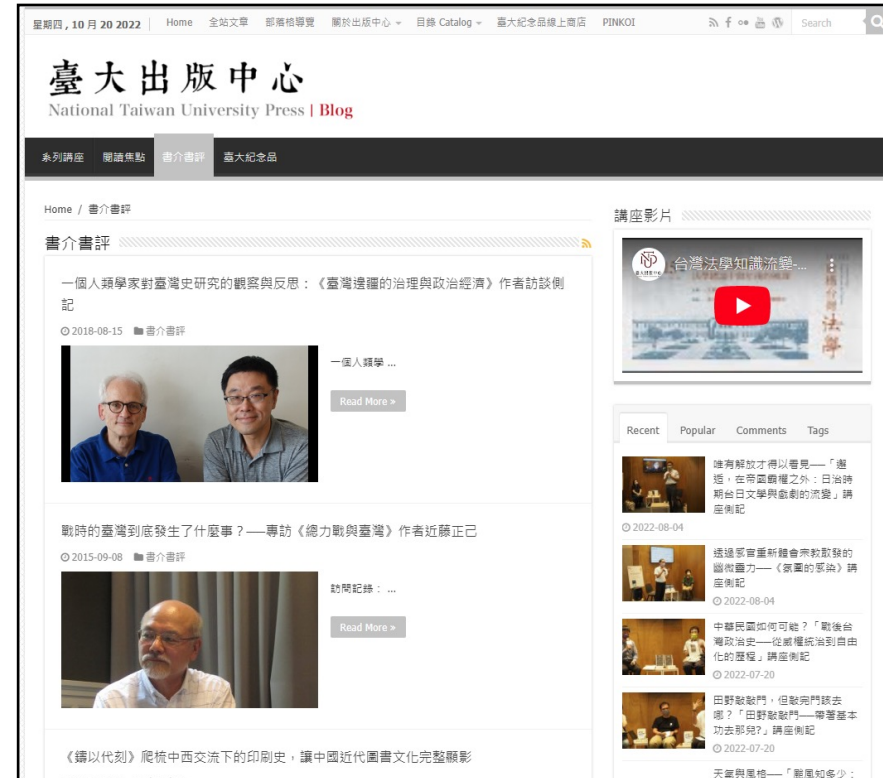 星期四 , 10 月 20 2022
Home 全站文章 部落格導覽 關於出版中心 目錄 Catalog 臺大紀念品線上商店 PINKOI
Search
臺大出版中心
National Taiwan University Press | Blog
系列講座 閱讀焦點 書介書評 臺大紀念品
Home / 書介書評
書介書評
一個人類學家對臺灣史研究的觀察與反思：《臺灣邊疆的治理與政治經濟》作者訪談側
記
2018-08-15 書介書評
一個人類學 ...
Read More »
戰時的臺灣到底發生了什麼事？──專訪《總力戰與臺灣》作者近藤正己
2015-09-08 書介書評
訪問記錄： ...
Read More »
《鑄以代刻》爬梳中西交流下的印刷史，讓中國近代圖書文化完整顯影
講座影片
台灣法學知識流變-...
Recent Popular Comments Tags
唯有解放才得以看見──「邂
逅，在帝國霸權之外：日治時
期台日文學與戲劇的流變」講
座側記
2022-08-04
透過感官重新體會宗教散發的
幽微靈力──《氛圍的感染》講
座側記
2022-08-04
中華民國如何可能？「戰後台
灣政治史──從威權統治到自由
化的歷程」講座側記
2022-07-20
田野敲敲門，但敲完門該去
哪？「田野敲敲門──帶著基本
功去那兒?」講座側記
2022-07-20
天氣與風格──「颱風知多少：